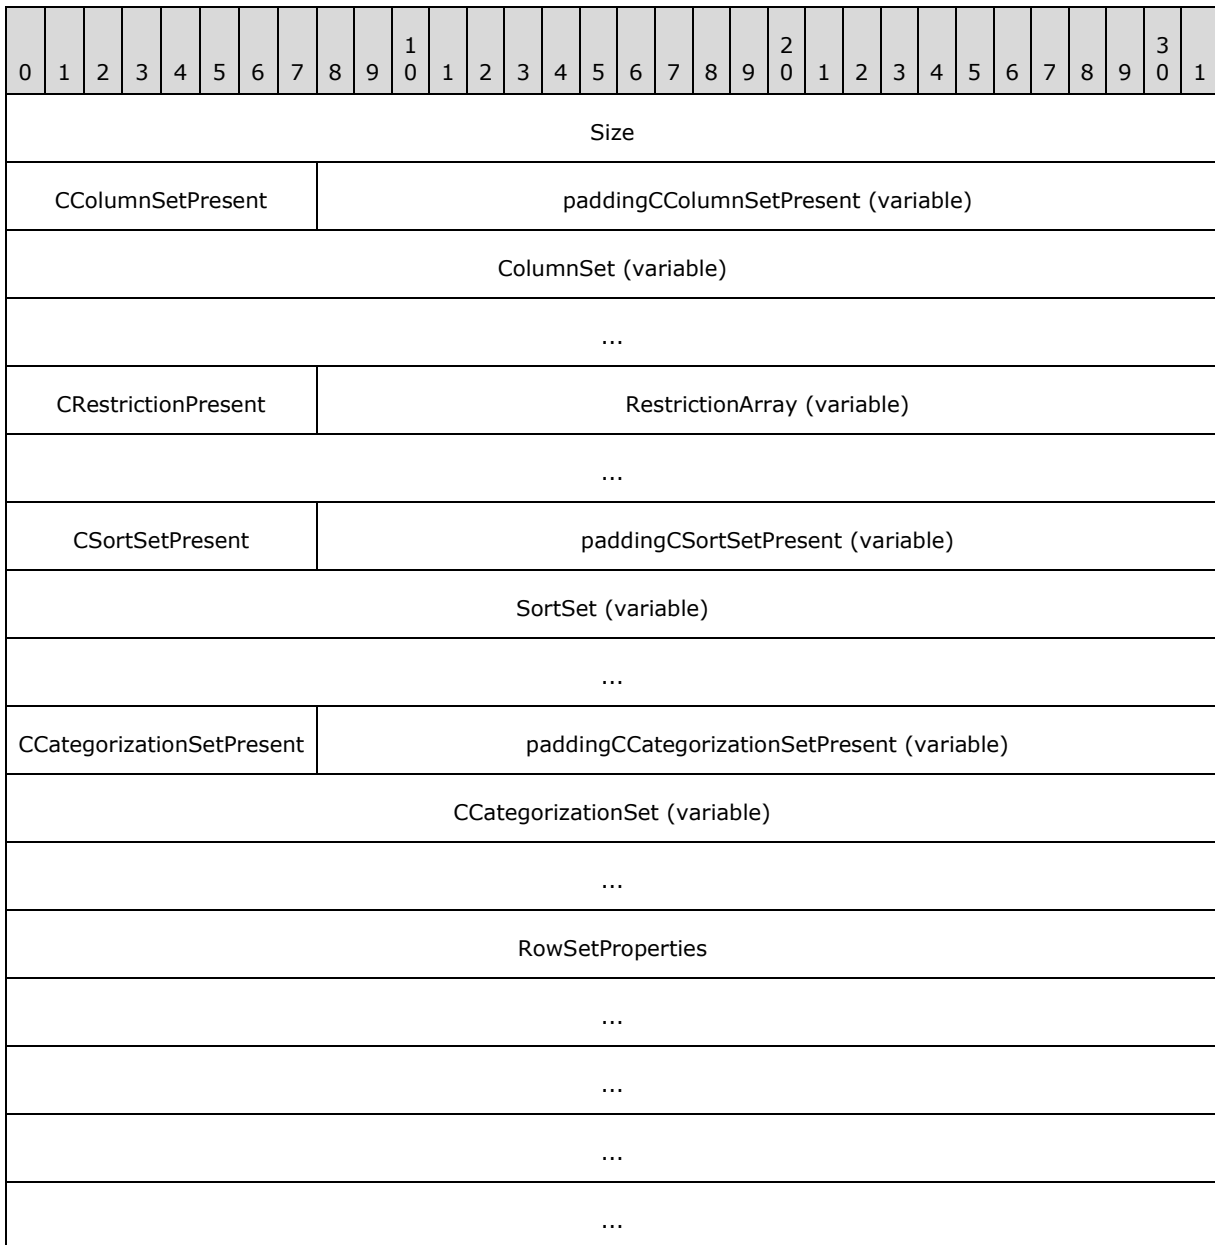 1 2 3
0 1 2 3 4 5 6 7 8 9 0 1 2 3 4 5 6 7 8 9 0 1 2 3 4 5 6 7 8 9 0 1
Size
CColumnSetPresent paddingCColumnSetPresent (variable)
ColumnSet (variable)
...
CRestrictionPresent RestrictionArray (variable)
...
CSortSetPresent paddingCSortSetPresent (variable)
SortSet (variable)
...
CCategorizationSetPresent paddingCCategorizationSetPresent (variable)
CCategorizationSet (variable)
...
RowSetProperties
...
...
...
...